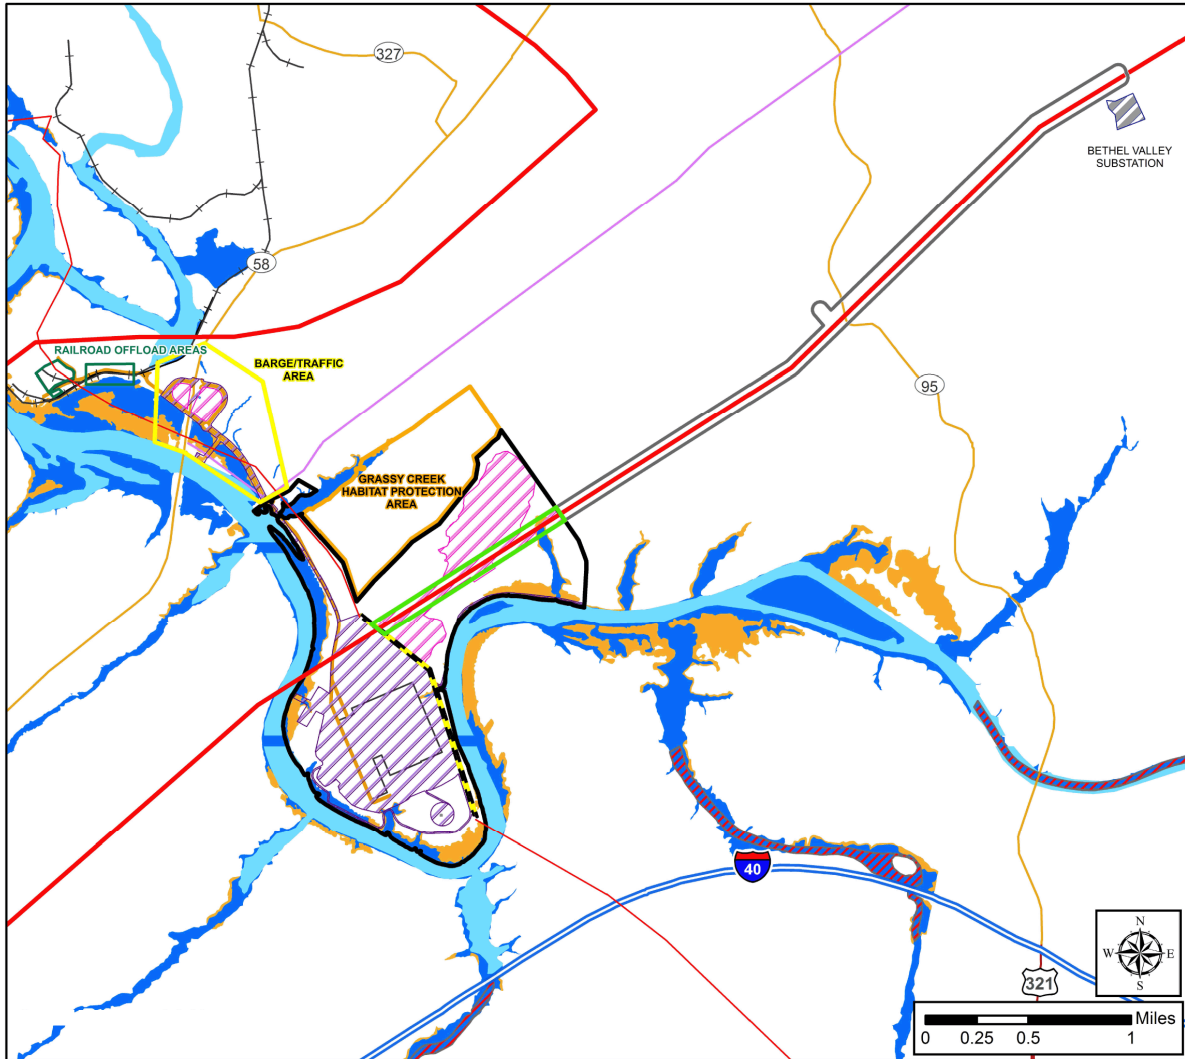 327
BETHEL VALLEY
SUBSTATION
58
RAILROAD OFFLOAD AREAS
BARGE/TRAFFIC
AREA
95
GRASSY CREEK
HABITAT PROTECTION
AREA
40
N
W E
S
321
Miles
0 0.25 0.5 1